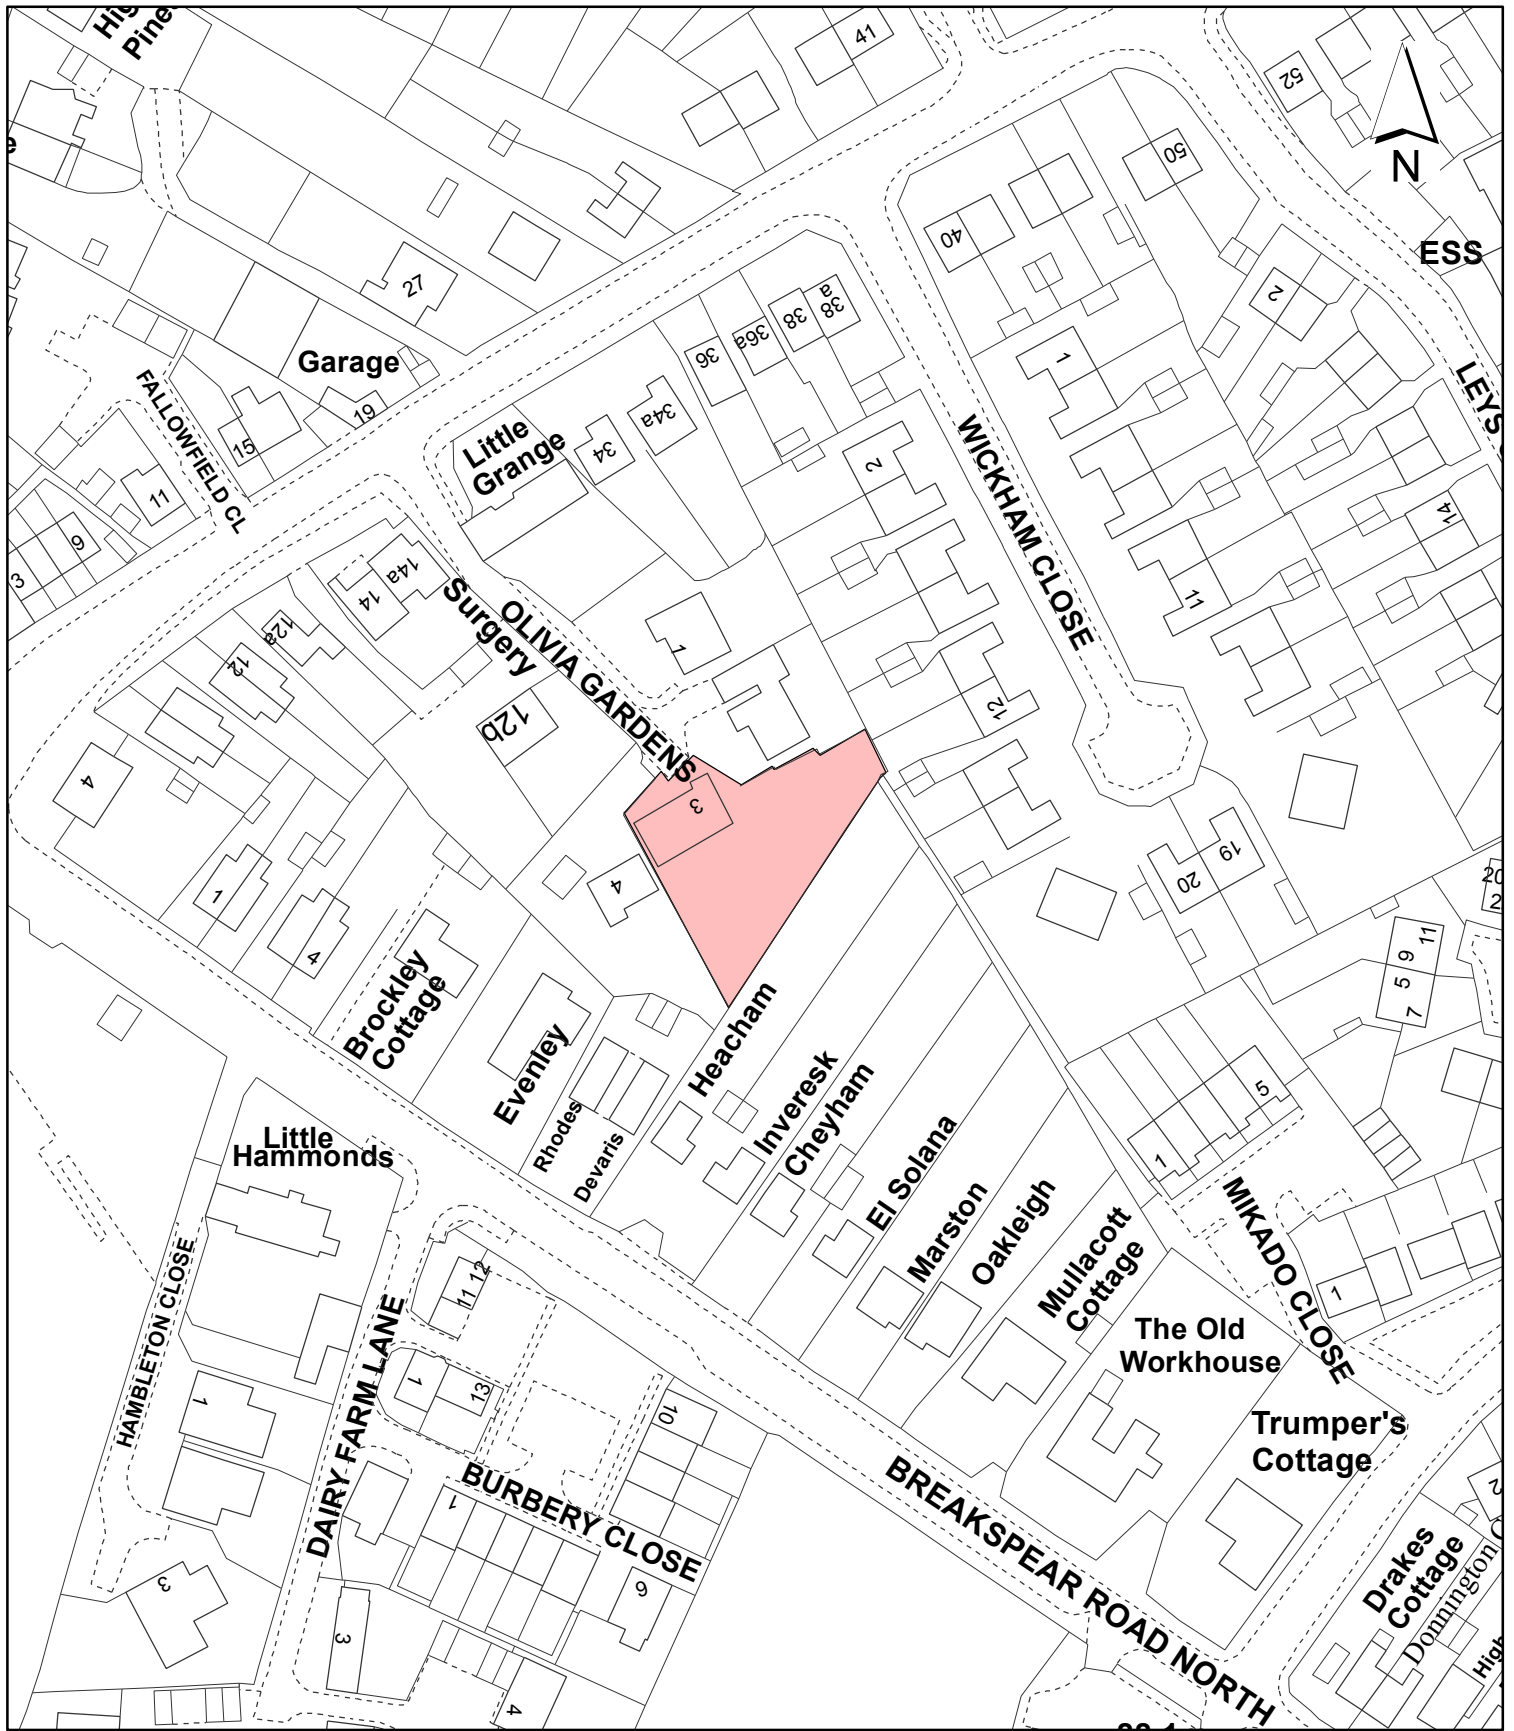 41
52
N
50
40
ESS
27
2
38
38a
36a
36
1
Garage
19
34a
34
15
FALLOWFIELD CL
Little
Grange
2
WICKHAM CLOSE
11
9
3
14
14a
14
Surgery
OLIVIA GARDENS
11
12a
12
1
12b
12
4
3
19
20
4
1
4
Brockley
Cottage
Evenley
Heacham
11
9
5
7
Inveresk
Cheyham
Rhodes
Devaris
5
1
Little
Hammonds
El Solana
Marston
Oakleigh
Mullacott
Cottage
MIKADO CLOSE
1
HAMBLETON CLOSE
DAIRY FARM LANE
12
11
The Old
Workhouse
1
1
13
10
Trumper's
Cottage
BURBERY CLOSE
1
BREAKSPEAR ROAD NORTH
2
Drakes
Cottage
Donnington
3
6
3
4